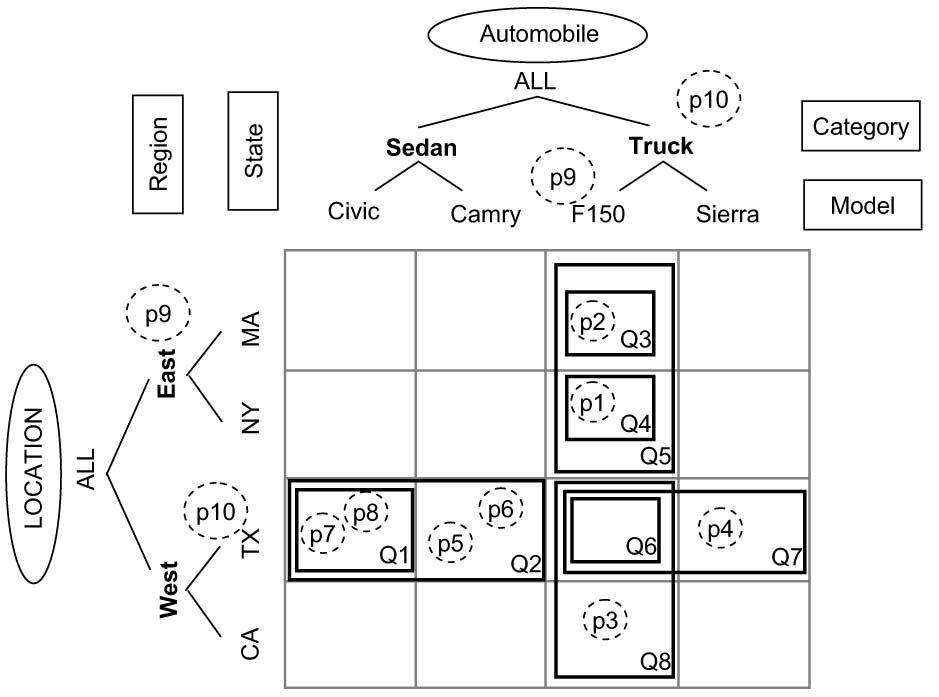 Automobile
ALL
p10
Region
State
Category
Sedan
Truck
p9
Model
Civic
Camry
F150
Sierra
p9
MA
p2
Q3
East
NY
p1
Q4
Q5
LOCATION
ALL
p10
TX
p7
p8
Q1
p5
p6
Q2
Q6
p4
Q7
West
CA
p3
Q8